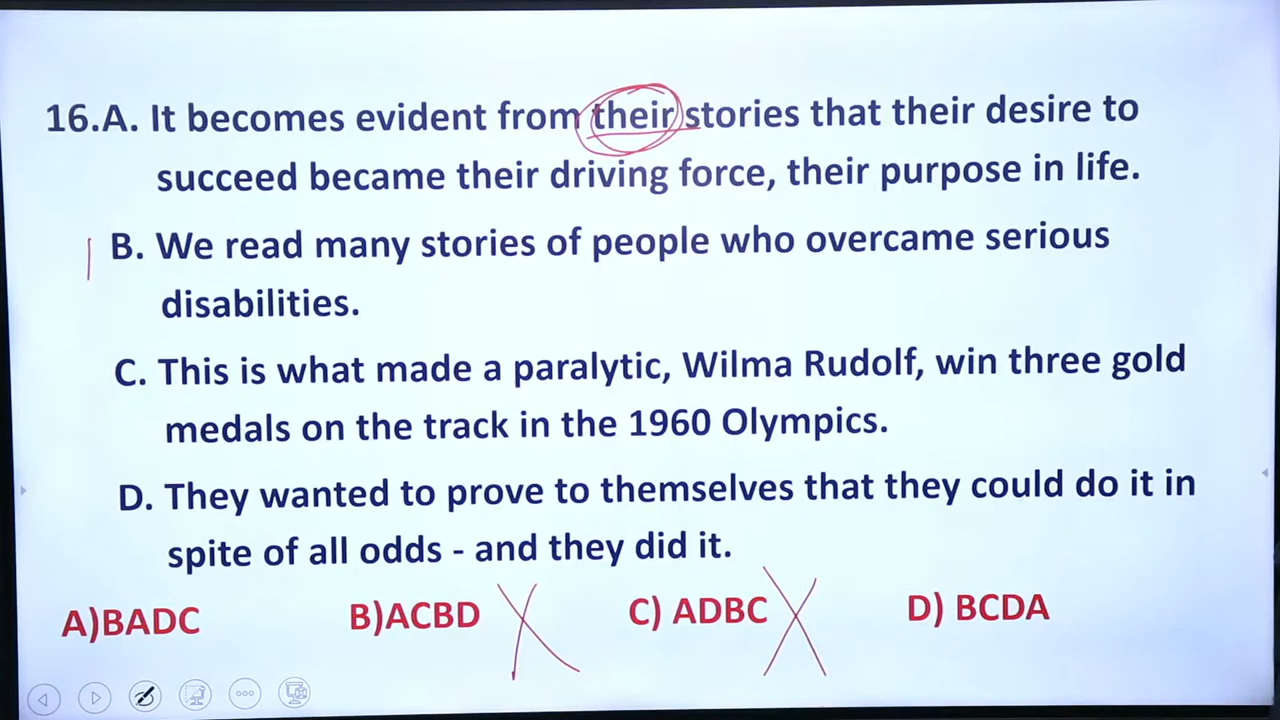 16.A. It becomes evident from their stories that their desire to
succeed became their driving force, their purpose in life.
B. We read many stories of people who overcame serious
disabilities.
C. This is what made a paralytic, Wilma Rudolf, win three gold
medals on the track in the 1960 Olympics.
D. They wanted to prove to themselves that they could do it in
spite of all odds - and they did it.
A)BADC B)ACBD C) ADBC D) BCDA